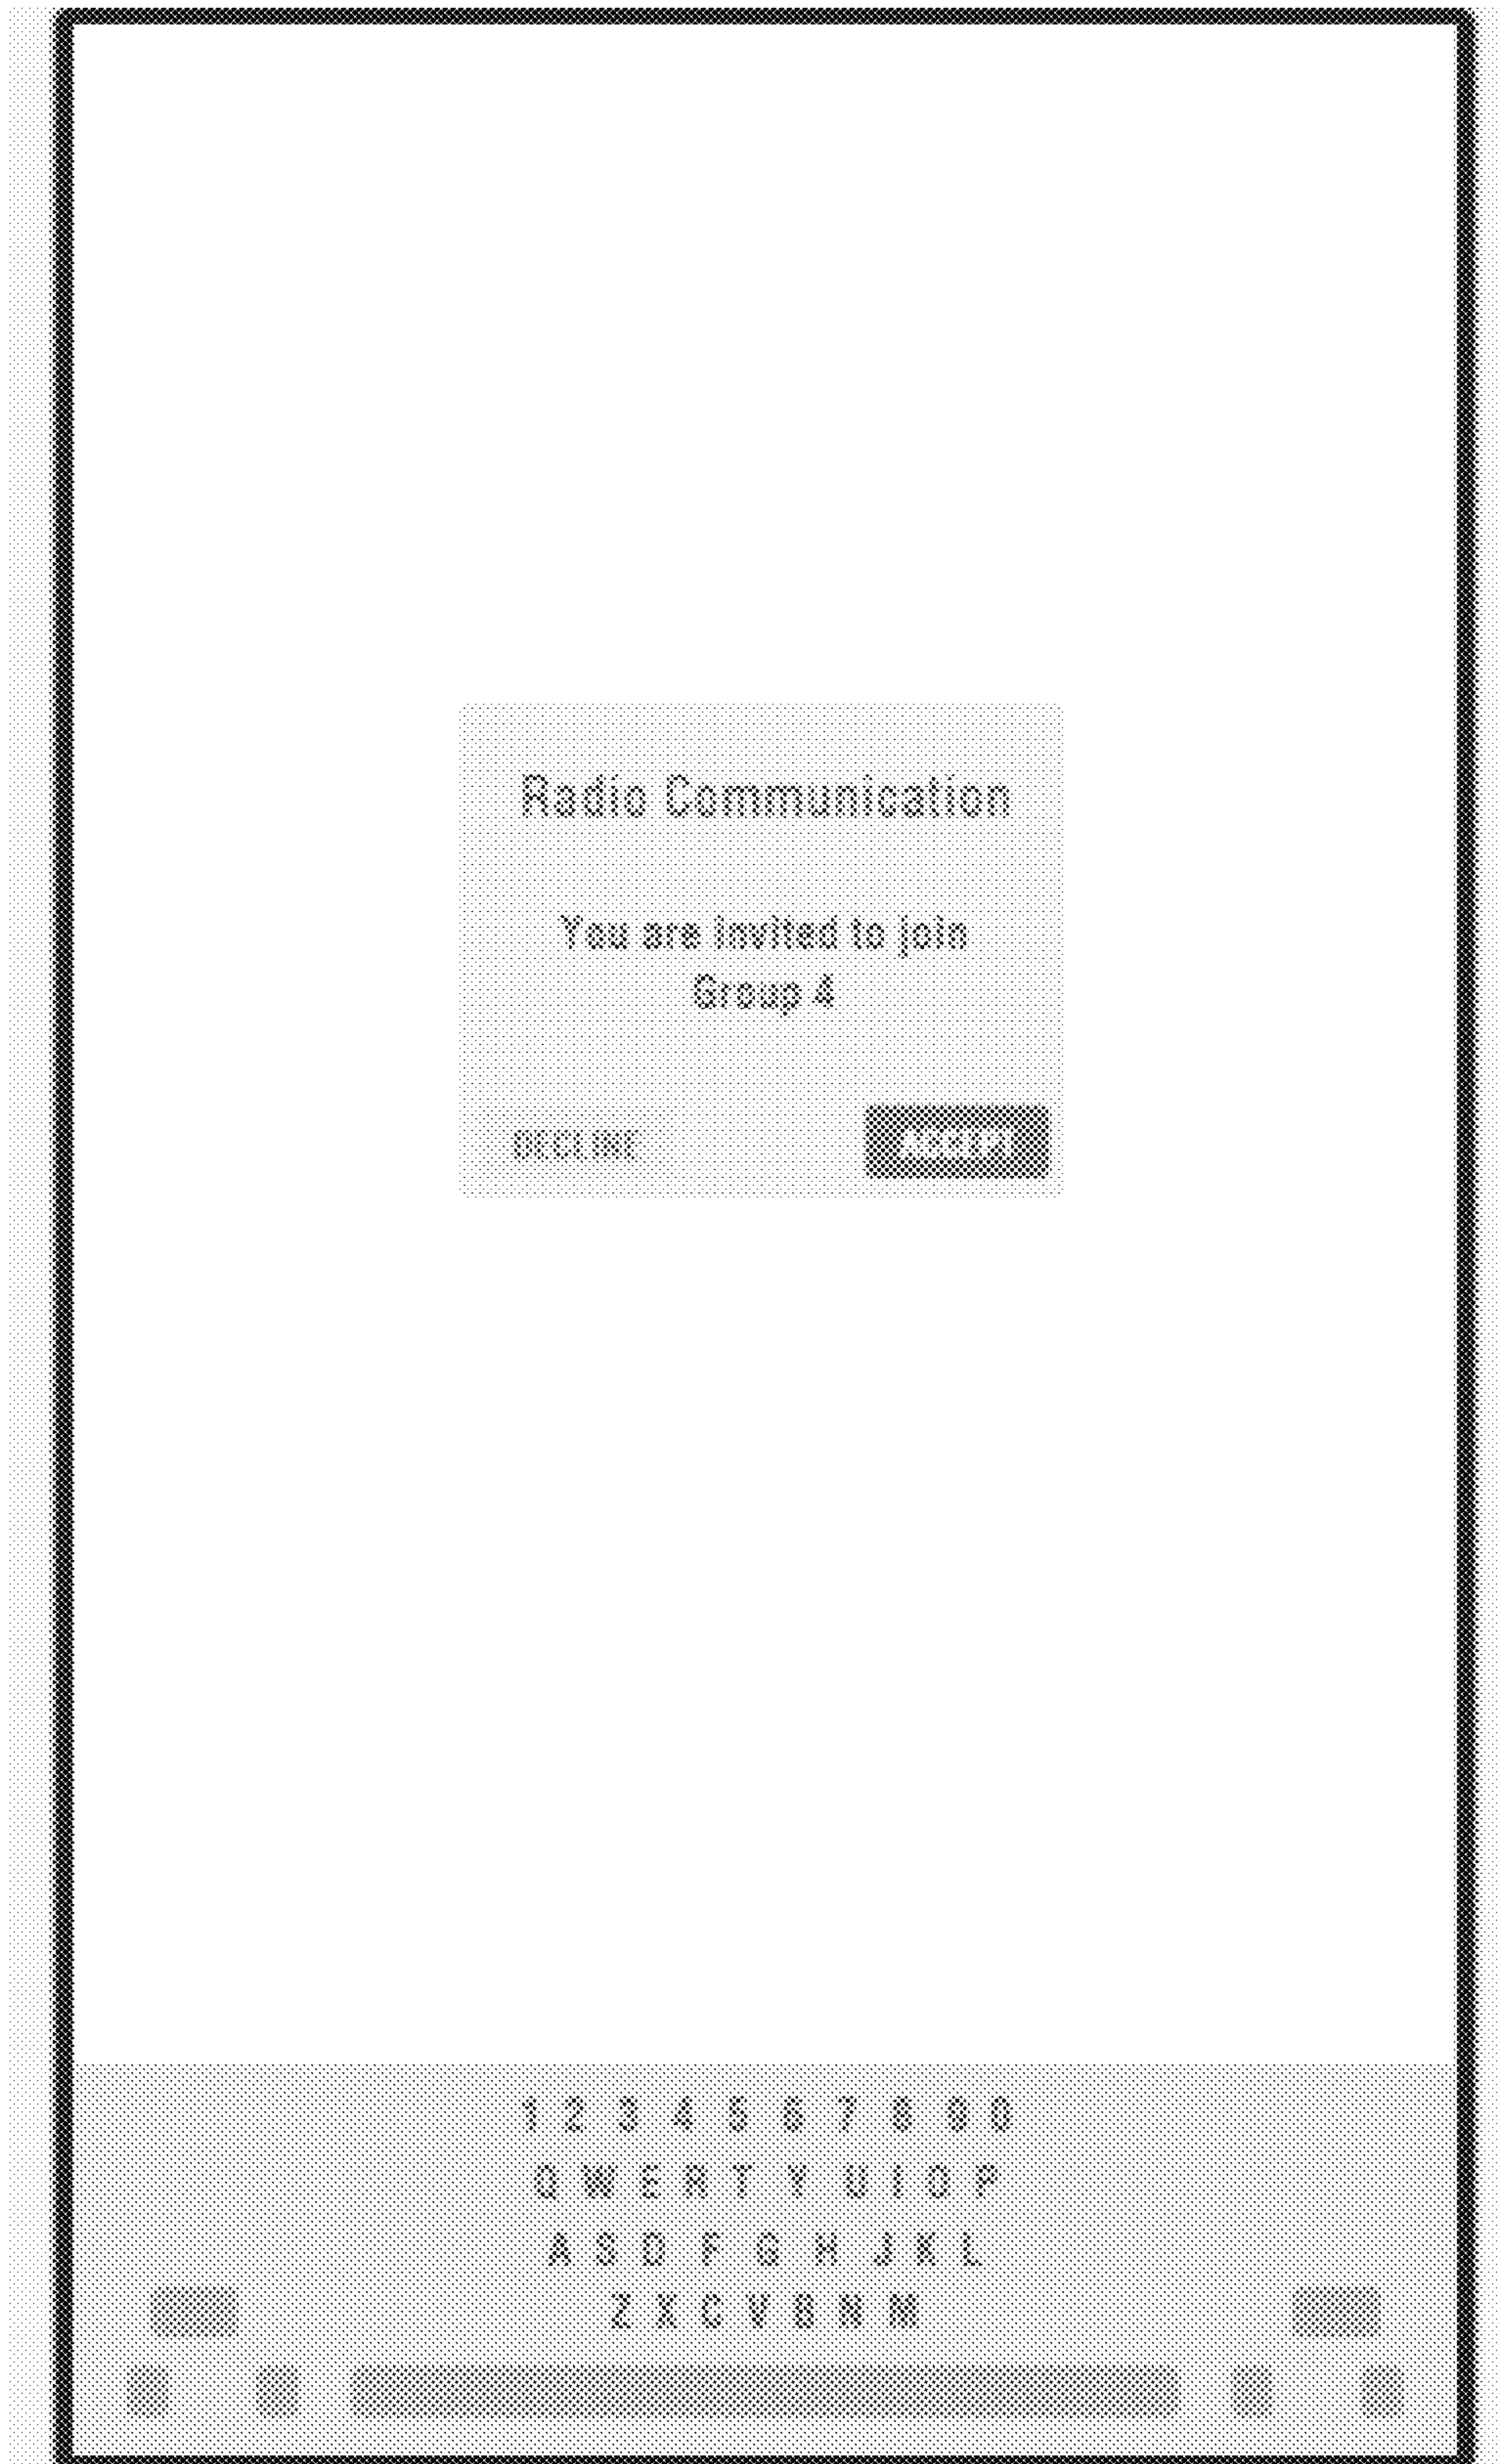 Radio Communication
You are invited to join
Group 4
DECLINE ACCEPT
1 2 3 4 5 6 7 8 9 0
Q W E R T Y U I O P
A S D F G H J K L
Z X C V B N M